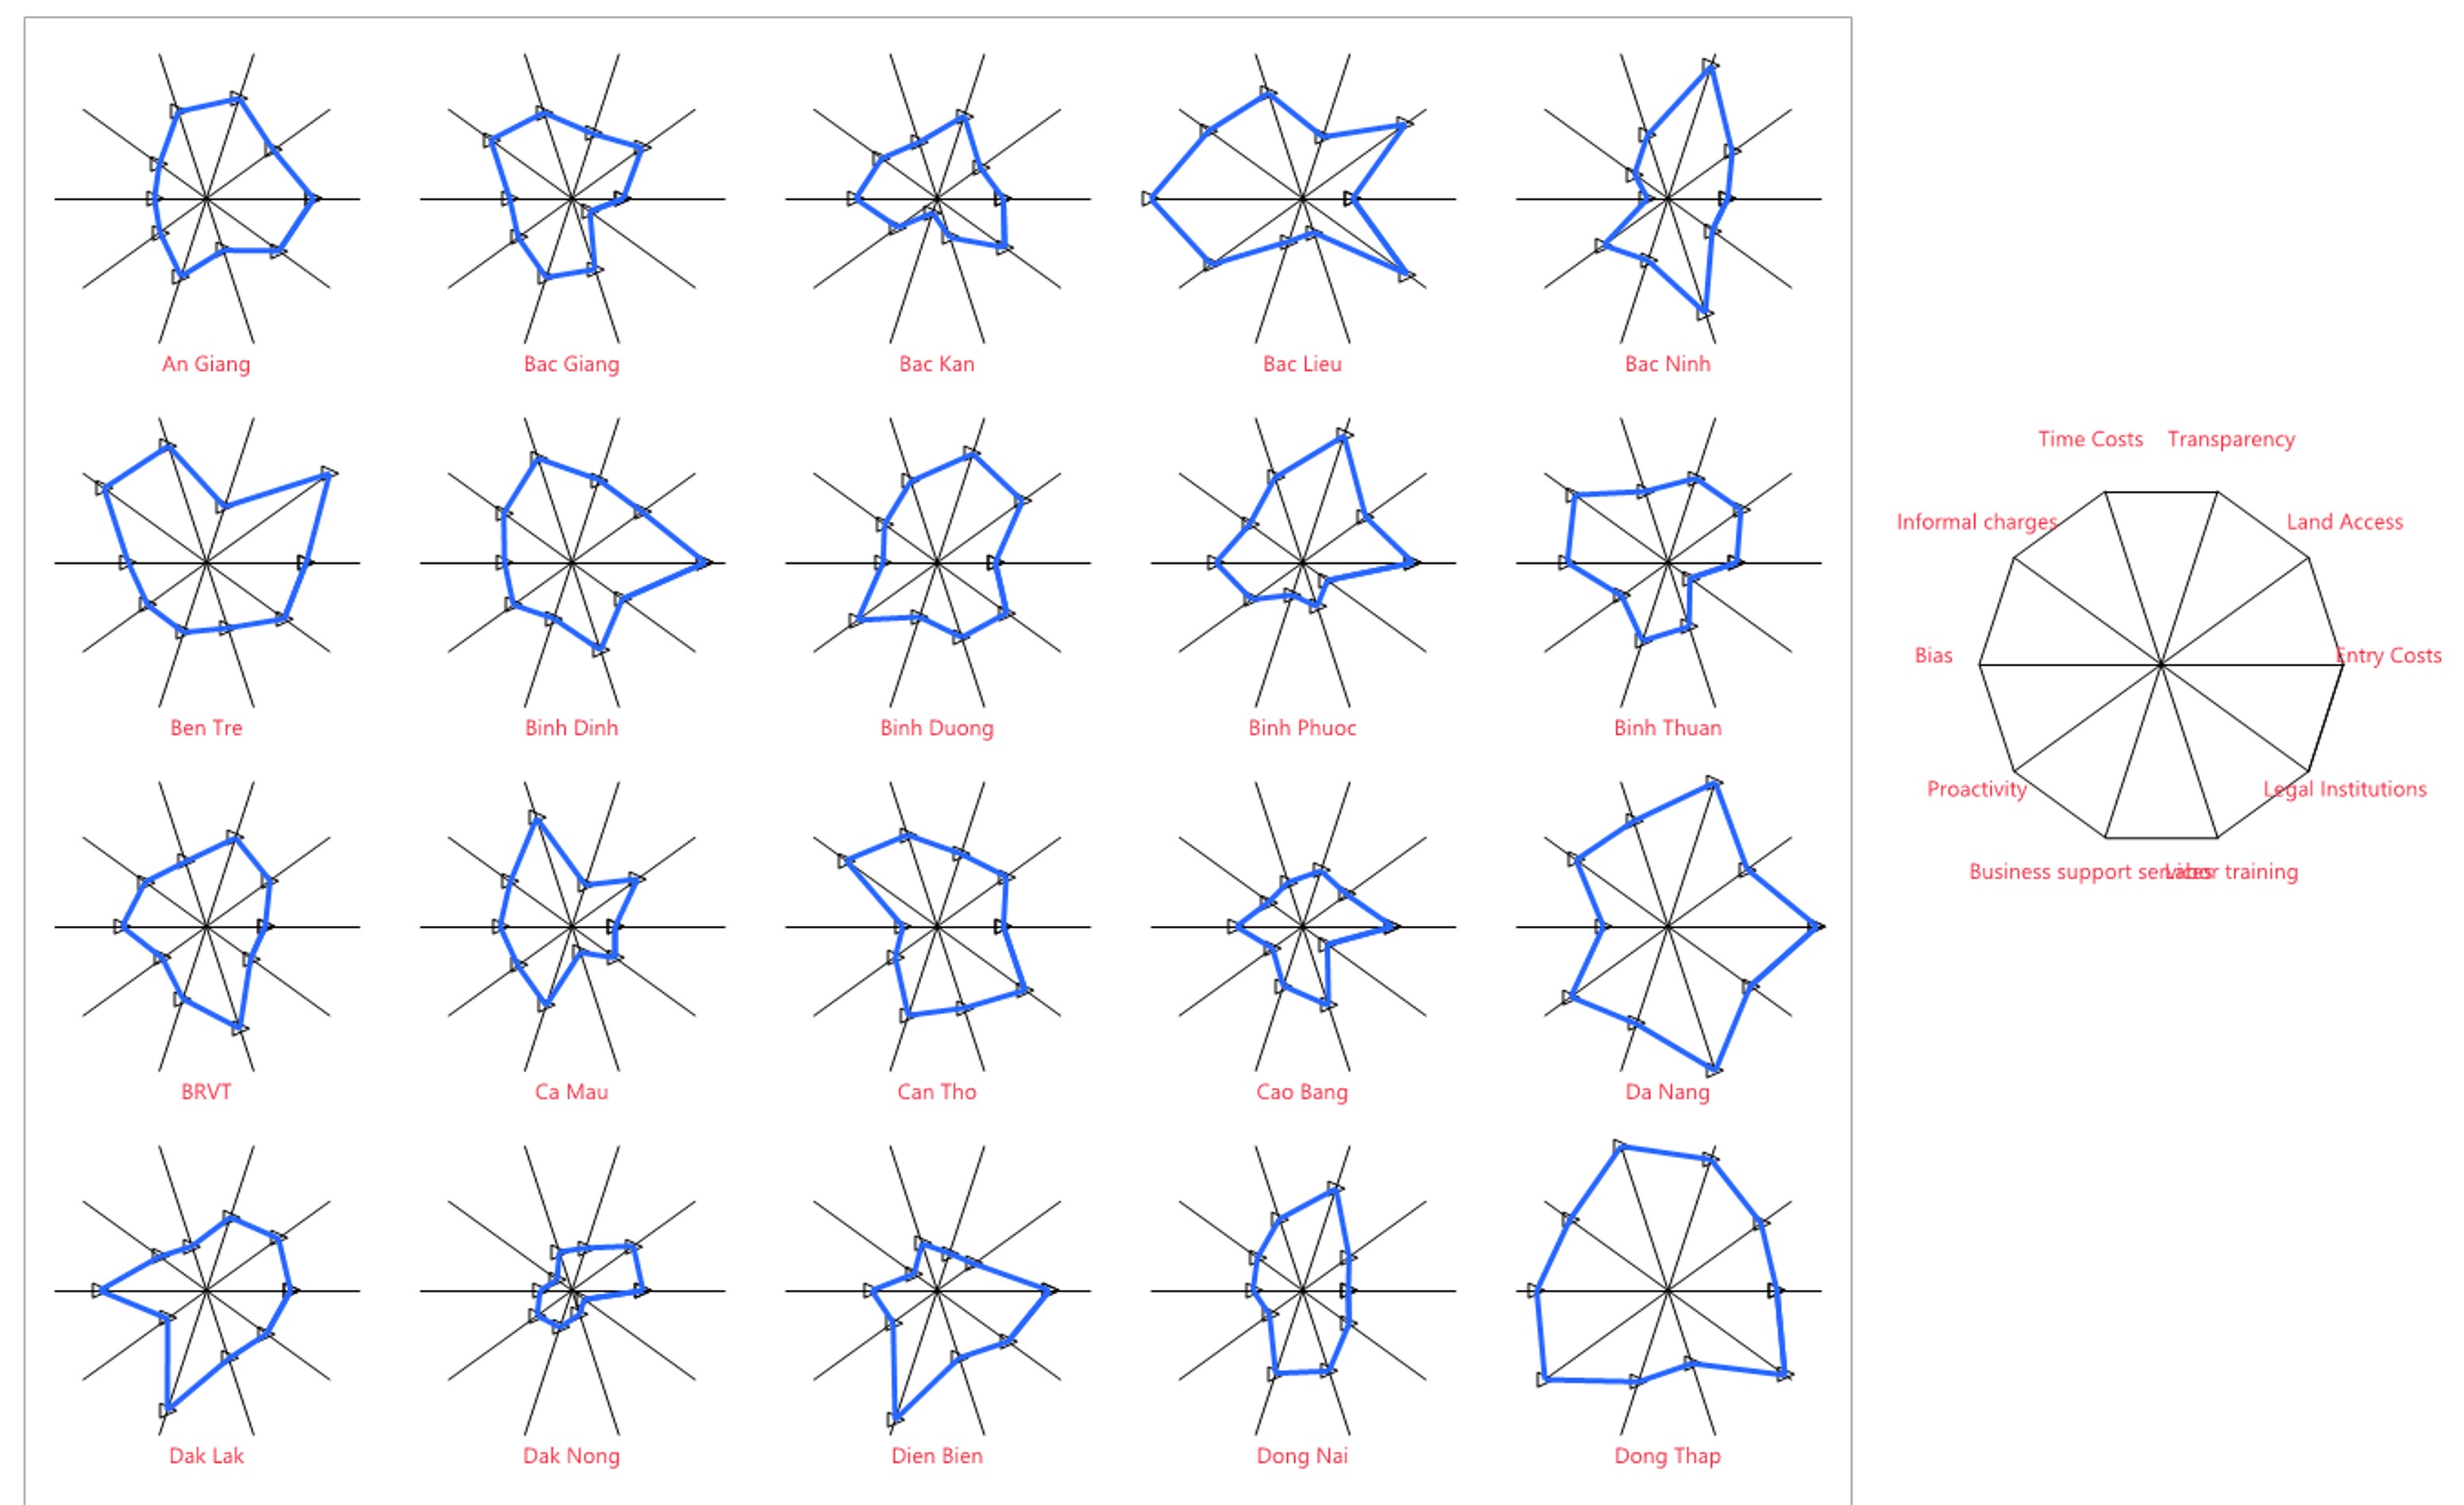 An Giang
Bac Giang
Bac Kan
Bac Lieu
Bac Ninh
Ben Tre
Binh Dinh
Binh Duong
Binh Phuoc
Binh Thuan
BRVT
Ca Mau
Can Tho
Cao Bang
Da Nang
Dak Lak
Dak Nong
Dien Bien
Dong Nai
Dong Thap
Time Costs
Transparency
Informal charges
Land Access
Bias
Entry Costs
Proactivity
Legal Institutions
Business support services
Labor training